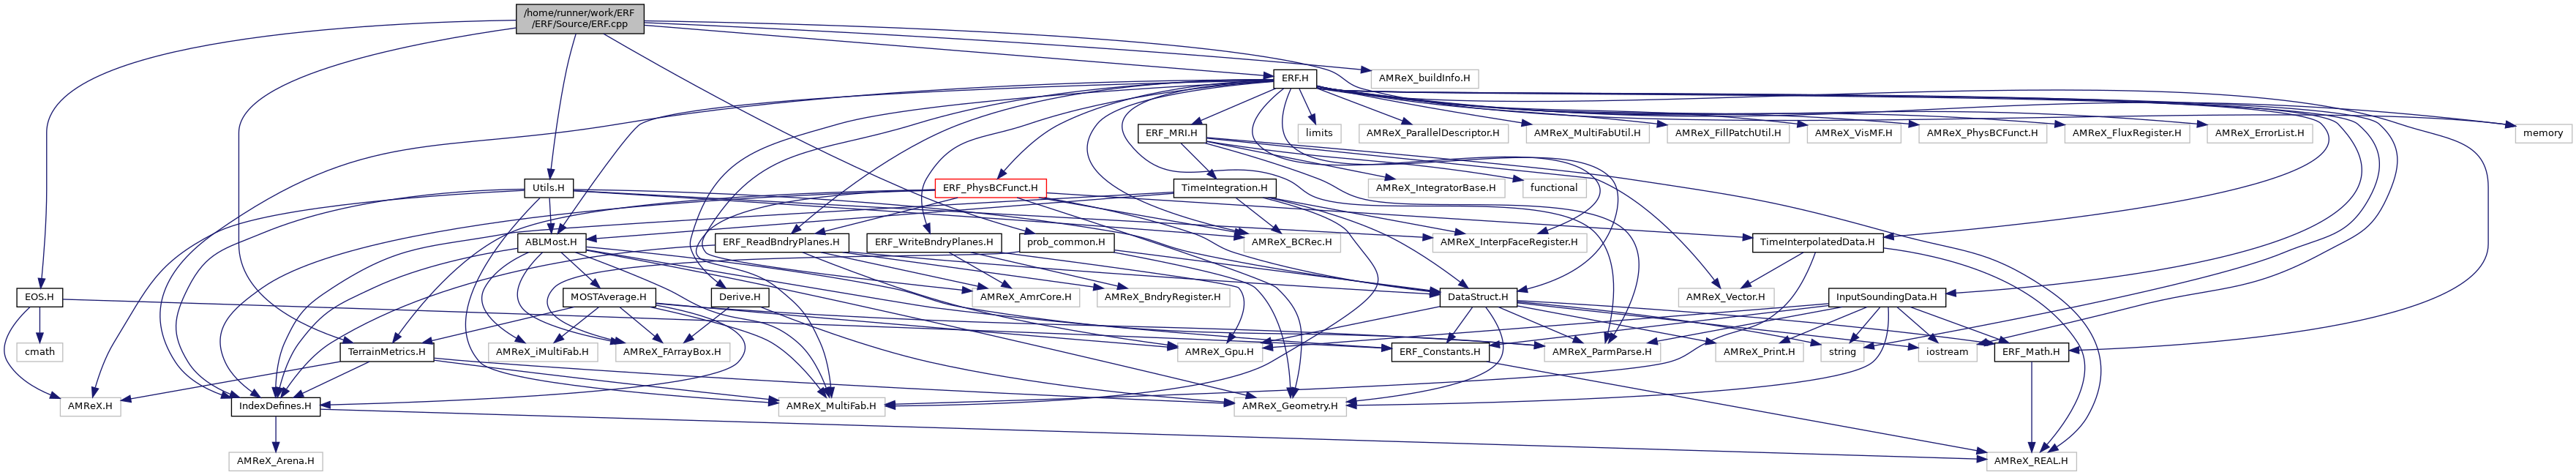 /home/runner/work/ERF
/ERF/Source/ERF.cpp
ERF.H
AMReX_buildInfo.H
ERF_MRI.H
limits
AMReX_ParallelDescriptor.H
AMReX_MultiFabUtil.H
AMReX_FillPatchUtil.H
AMReX_VisMF.H
AMReX_PhysBCFunct.H
AMReX_FluxRegister.H
AMReX_ErrorList.H
memory
Utils.H
ERF_PhysBCFunct.H
TimeIntegration.H
AMReX_IntegratorBase.H
functional
ABLMost.H
ERF_ReadBndryPlanes.H
ERF_WriteBndryPlanes.H
prob_common.H
AMReX_BCRec.H
AMReX_InterpFaceRegister.H
TimeInterpolatedData.H
EOS.H
MOSTAverage.H
Derive.H
AMReX_AmrCore.H
AMReX_BndryRegister.H
DataStruct.H
AMReX_Vector.H
InputSoundingData.H
cmath
TerrainMetrics.H
AMReX_iMultiFab.H
AMReX_FArrayBox.H
AMReX_Gpu.H
ERF_Constants.H
AMReX_ParmParse.H
AMReX_Print.H
string
iostream
ERF_Math.H
AMReX.H
IndexDefines.H
AMReX_MultiFab.H
AMReX_Geometry.H
AMReX_Arena.H
AMReX_REAL.H